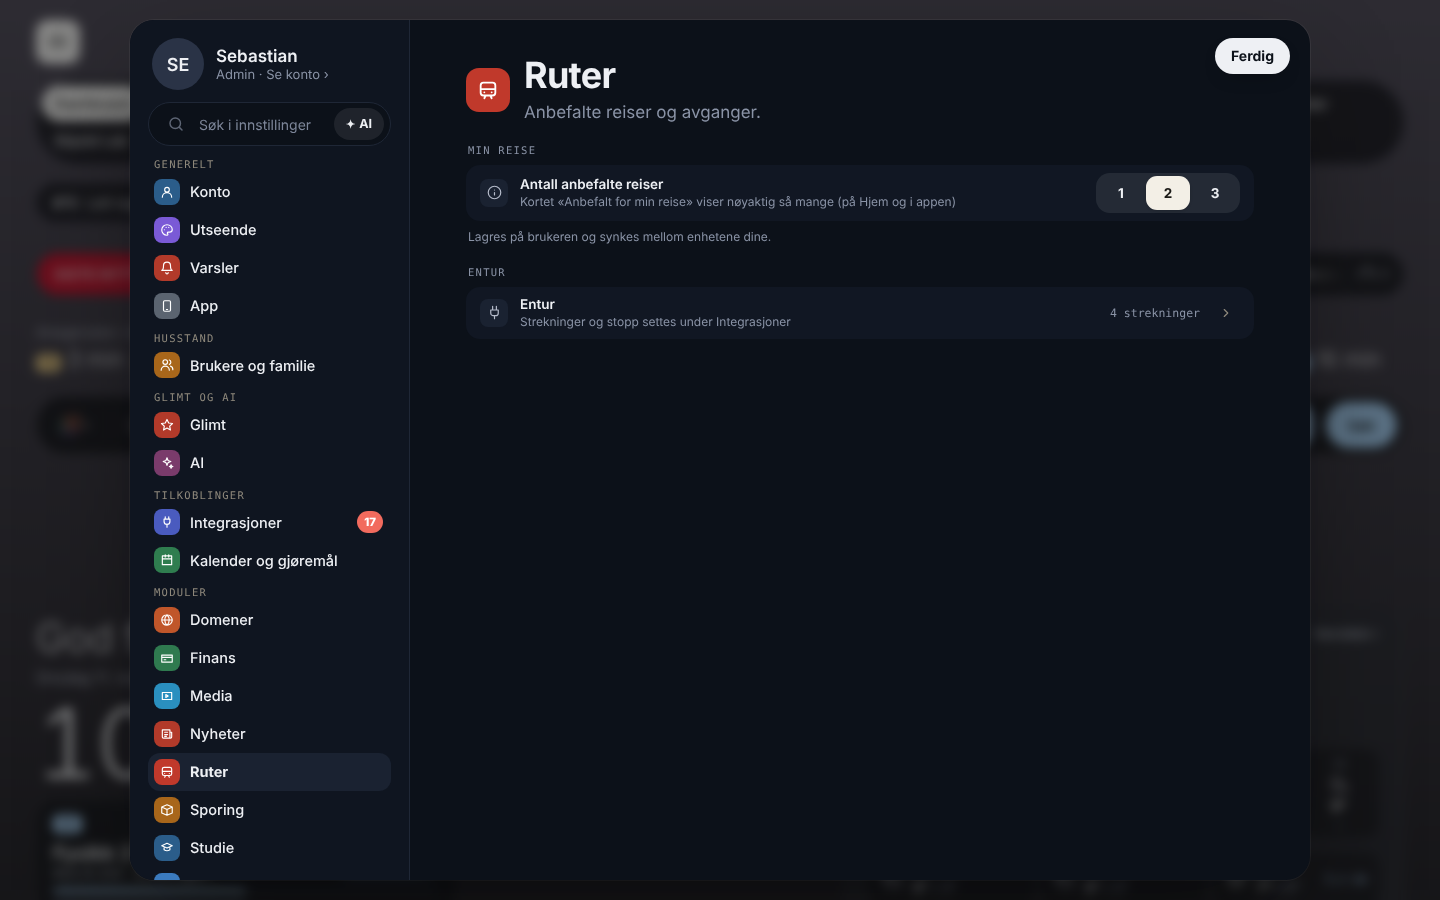 SE
Sebastian
Admin · Se konto ›
Søk i innstillinger
✦ AI
GENERELT
Konto
Utseende
Varsler
App
HUSSTAND
Brukere og familie
GLIMT OG AI
Glimt
AI
TILKOBLINGER
Integrasjoner
17
Kalender og gjøremål
MODULER
Domener
Finans
Media
Nyheter
Ruter
Sporing
Studie
Ferdig
Ruter
Anbefalte reiser og avganger.
MIN REISE
Antall anbefalte reiser
Kortet «Anbefalt for min reise» viser nøyaktig så mange (på Hjem og i appen)
1 2 3
Lagres på brukeren og synkes mellom enhetene dine.
ENTUR
Entur
Strekninger og stopp settes under Integrasjoner
4 strekninger
God
10